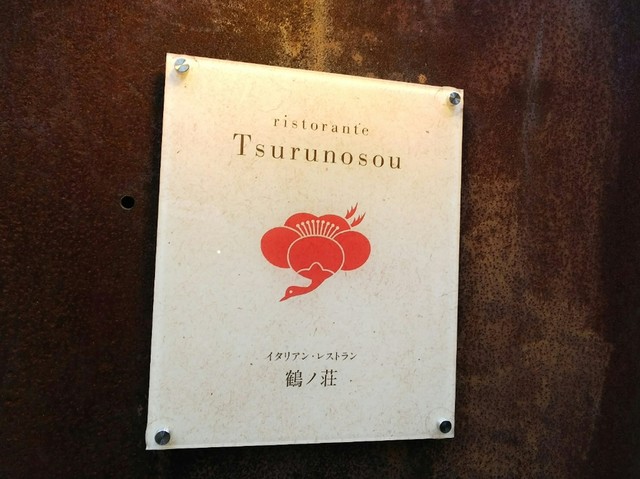 ristorante
Tsurunosou
イタリアン・レストラン
鶴ノ荘